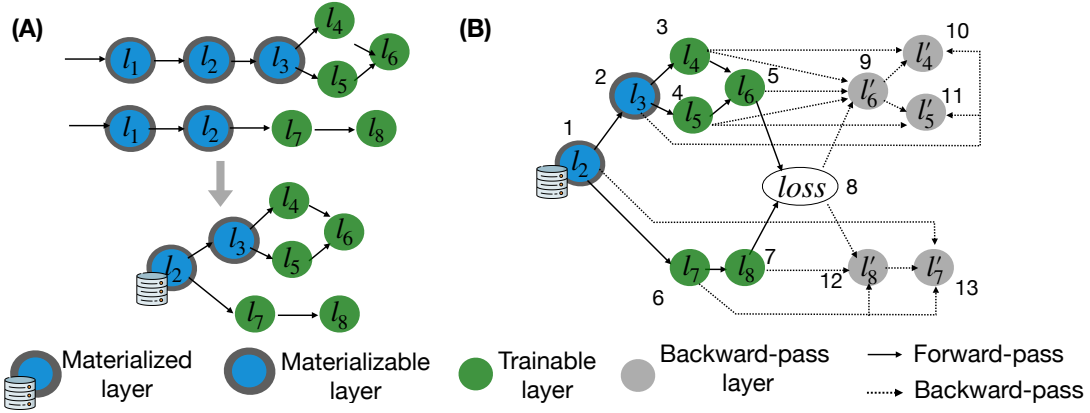 (A)
l₁ l₂ l₃ l₄ l₅ l₆
l₁ l₂ l₇ l₈
l₂ l₃ l₄ l₅ l₆ l₇ l₈
(B)
1 l₂
2 l₃
3 l₄
4 l₅
5 l₆
6 l₇
7 l₈
loss 8
9 l′₆
10 l′₄
11 l′₅
12 l′₈
13 l′₇
Materialized
layer
Materializable
layer
Trainable
layer
Backward-pass
layer
Forward-pass
Backward-pass